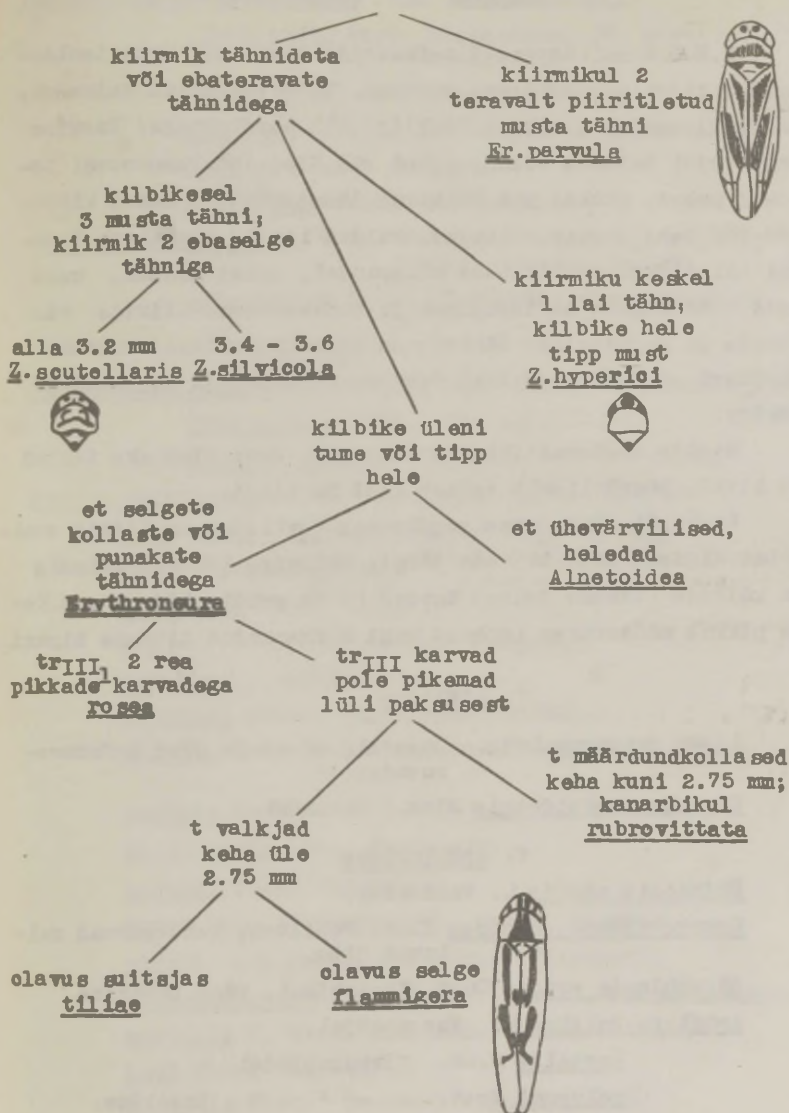 kiirmik tähnideta
või ebateravate
tähnidega
kiirmikul 2
teravalt piiritletud
musta tähni
Er.parvula
kilbikesel
3 musta tähni;
kiirmik 2 ebaselge
tähniga
kiirmiku keskel
1 lai tähn;
kilbike hele
tipp must
Z.hyperici
alla 3.2 mm
Z.scutellaris
3.4 - 3.6
Z.silvicola
kilbike üleni
tume või tipp
hele
et selgete
kollaste või
punakate
tähnidega
Erythroneura
et ühevärvilised,
heledad
Alnetoidea
trIII 2 rea
pikkade karvadega
rosea
trIII karvad
pole pikemad
lüli paksusest
t määrdundkollased
keha kuni 2.75 mm;
kanarbikul
rubrovittata
t valkjad
keha üle
2.75 mm
clavus suitsjas
tiliae
clavus selge
flammigera